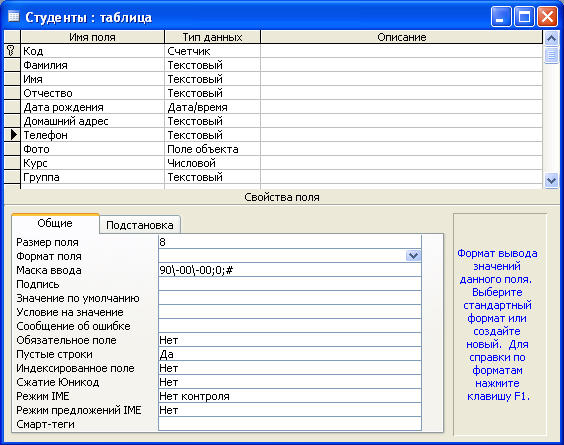 Студенты : таблица
Имя поля Тип данных Описание
Код Счетчик
Фамилия Текстовый
Имя Текстовый
Отчество Текстовый
Дата рождения Дата/время
Домашний адрес Текстовый
Телефон Текстовый
Фото Поле объекта
Курс Числовой
Группа Текстовый
Свойства поля
Общие Подстановка
Размер поля 8
Формат поля
Маска ввода 90\-00\-00;0;#
Подпись
Значение по умолчанию
Условие на значение
Сообщение об ошибке
Обязательное поле Нет
Пустые строки Да
Индексированное поле Нет
Сжатие Юникод Нет
Режим IME Нет контроля
Режим предложений IME Нет
Смарт-теги
Формат вывода
значений
данного поля.
Выберите
стандартный
формат или
создайте
новый. Для
справки по
форматам
нажмите
клавишу F1.